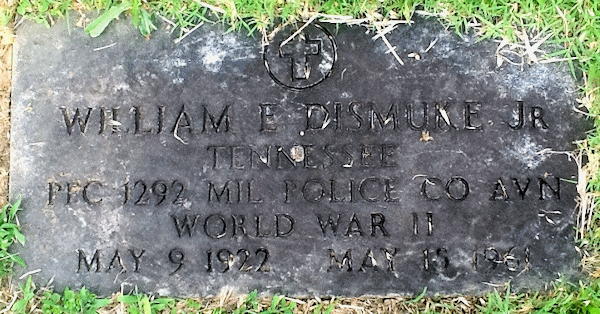 WILLIAM E DISMUKE JR
TENNESSEE
PFC 1292 MIL POLICE CO AVN
WORLD WAR II
MAY 9 1922 MAY 15 1961